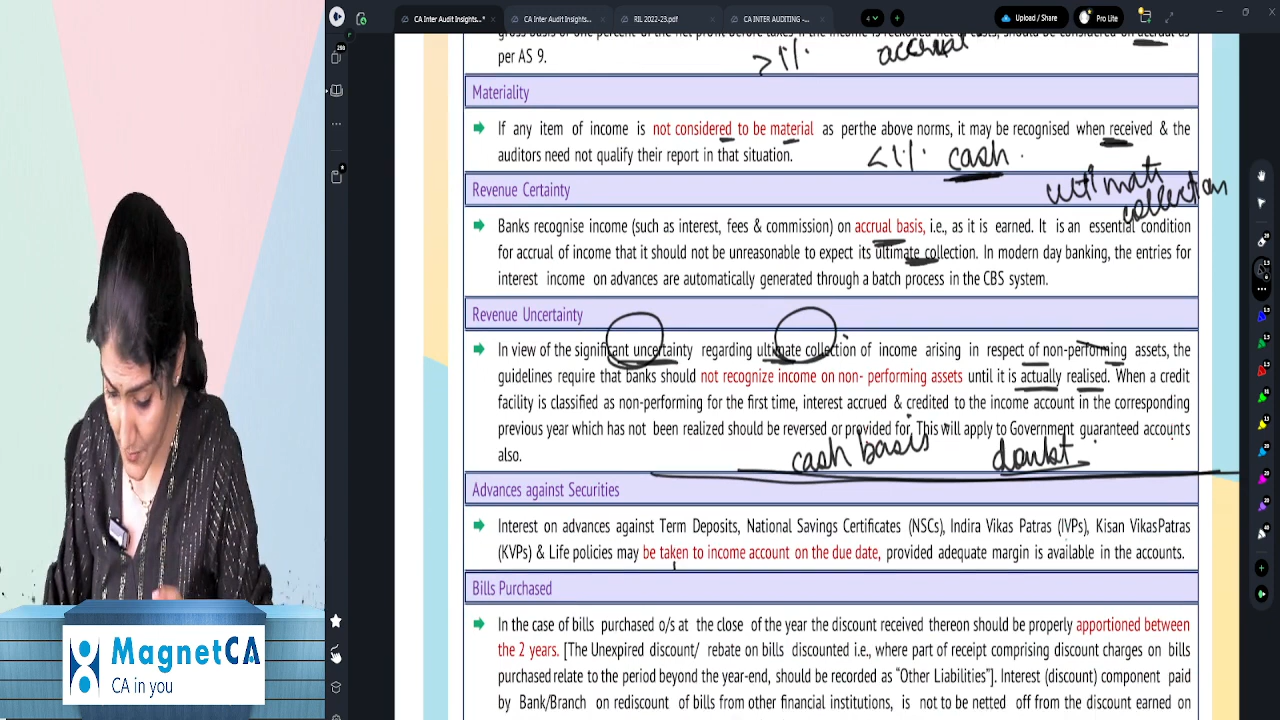 CA Inter Audit Insights...*
CA Inter Audit Insights...
RIL 2022-23.pdf
CA INTER AUDITING -...
4
Upload / Share
Pro Lite
per AS 9.
>1%
accrual
Materiality
If any item of income is not considered to be material as perthe above norms, it may be recognised when received & the
auditors need not qualify their report in that situation.
<1% cash
Revenue Certainty
ultimate
collection
Banks recognise income (such as interest, fees & commission) on accrual basis, i.e., as it is earned. It is an essential condition
for accrual of income that it should not be unreasonable to expect its ultimate collection. In modern day banking, the entries for
interest income on advances are automatically generated through a batch process in the CBS system.
Revenue Uncertainty
In view of the significant uncertainty regarding ultimate collection of income arising in respect of non-performing assets, the
guidelines require that banks should not recognize income on non- performing assets until it is actually realised. When a credit
facility is classified as non-performing for the first time, interest accrued & credited to the income account in the corresponding
previous year which has not been realized should be reversed or provided for. This will apply to Government guaranteed accounts
also.
cash basis doubt
Advances against Securities
Interest on advances against Term Deposits, National Savings Certificates (NSCs), Indira Vikas Patras (IVPs), Kisan VikasPatras
(KVPs) & Life policies may be taken to income account on the due date, provided adequate margin is available in the accounts.
Bills Purchased
In the case of bills purchased o/s at the close of the year the discount received thereon should be properly apportioned between
the 2 years. [The Unexpired discount/ rebate on bills discounted i.e., where part of receipt comprising discount charges on bills
purchased relate to the period beyond the year-end, should be recorded as “Other Liabilities”]. Interest (discount) component paid
by Bank/Branch on rediscount of bills from other financial institutions, is not to be netted off from the discount earned on
MagnetCA
CA in you